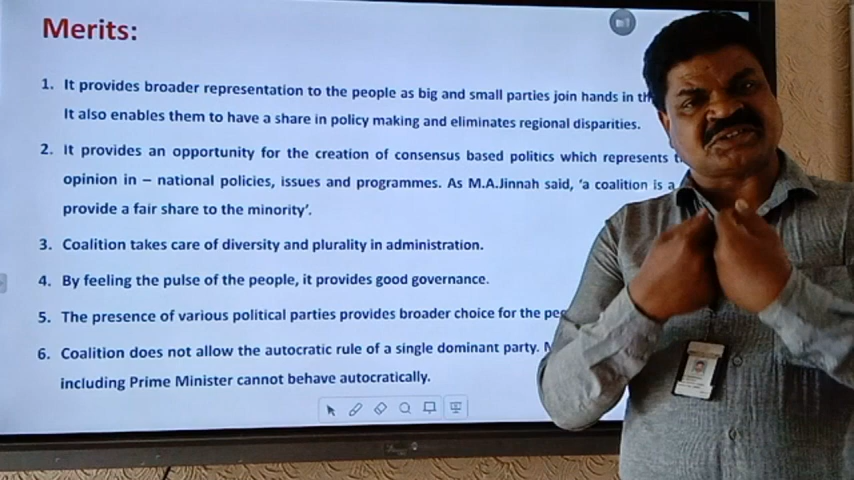 Merits:
1. It provides broader representation to the people as big and small parties join hands in
It also enables them to have a share in policy making and eliminates regional disparities.
2. It provides an opportunity for the creation of consensus based politics which represents
opinion in – national policies, issues and programmes. As M.A.Jinnah said, ‘a coalition is a
provide a fair share to the minority’.
3. Coalition takes care of diversity and plurality in administration.
4. By feeling the pulse of the people, it provides good governance.
5. The presence of various political parties provides broader choice for the
6. Coalition does not allow the autocratic rule of a single dominant party.
including Prime Minister cannot behave autocratically.